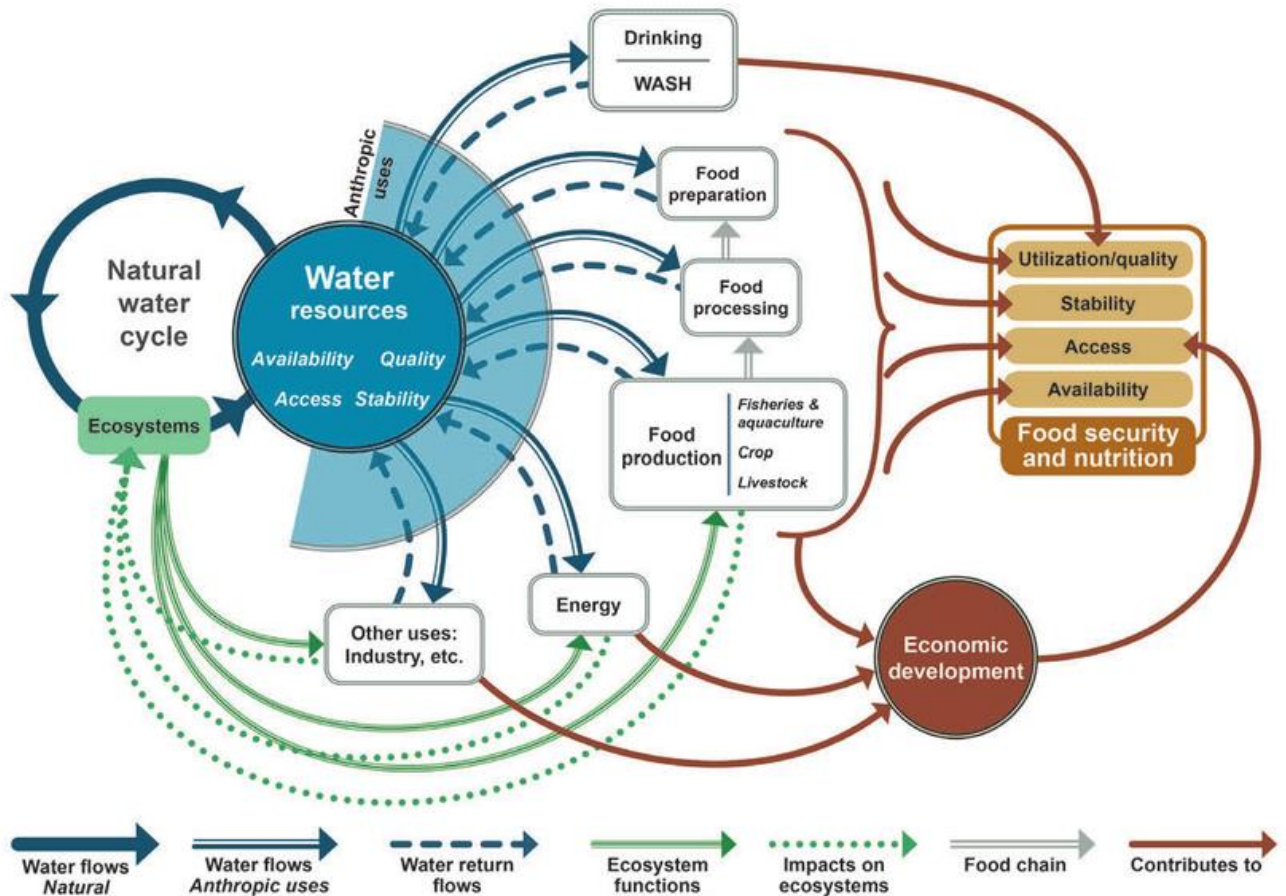 Drinking
WASH
Anthropic
uses
Food
preparation
Natural
water
cycle
Water
resources
Availability Quality
Access Stability
Food
processing
Utilization/quality
Stability
Access
Availability
Food security
and nutrition
Ecosystems
Food
production
Fisheries &
aquaculture
Crop
Livestock
Other uses:
Industry, etc.
Energy
Economic
development
Water flows
Natural
Water flows
Anthropic uses
Water return
flows
Ecosystem
functions
Impacts on
ecosystems
Food chain
Contributes to